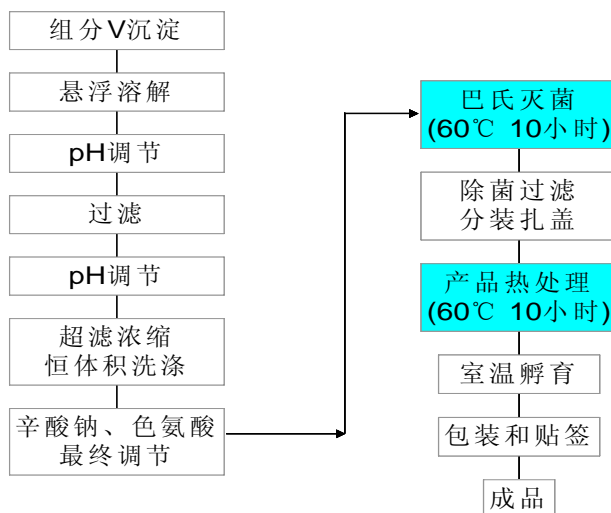 组分V沉淀
悬浮溶解
pH调节
过滤
pH调节
超滤浓缩
恒体积洗涤
辛酸钠、色氨酸
最终调节
巴氏灭菌
(60℃ 10小时)
除菌过滤
分装扎盖
产品热处理
(60℃ 10小时)
室温孵育
包装和贴签
成品